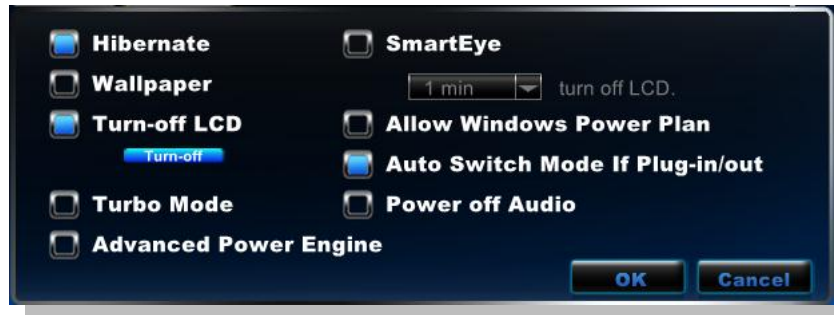 Hibernate
SmartEye
Wallpaper
1 min turn off LCD.
Turn-off LCD
Allow Windows Power Plan
Turn-off
Auto Switch Mode If Plug-in/out
Turbo Mode
Power off Audio
Advanced Power Engine
OK
Cancel